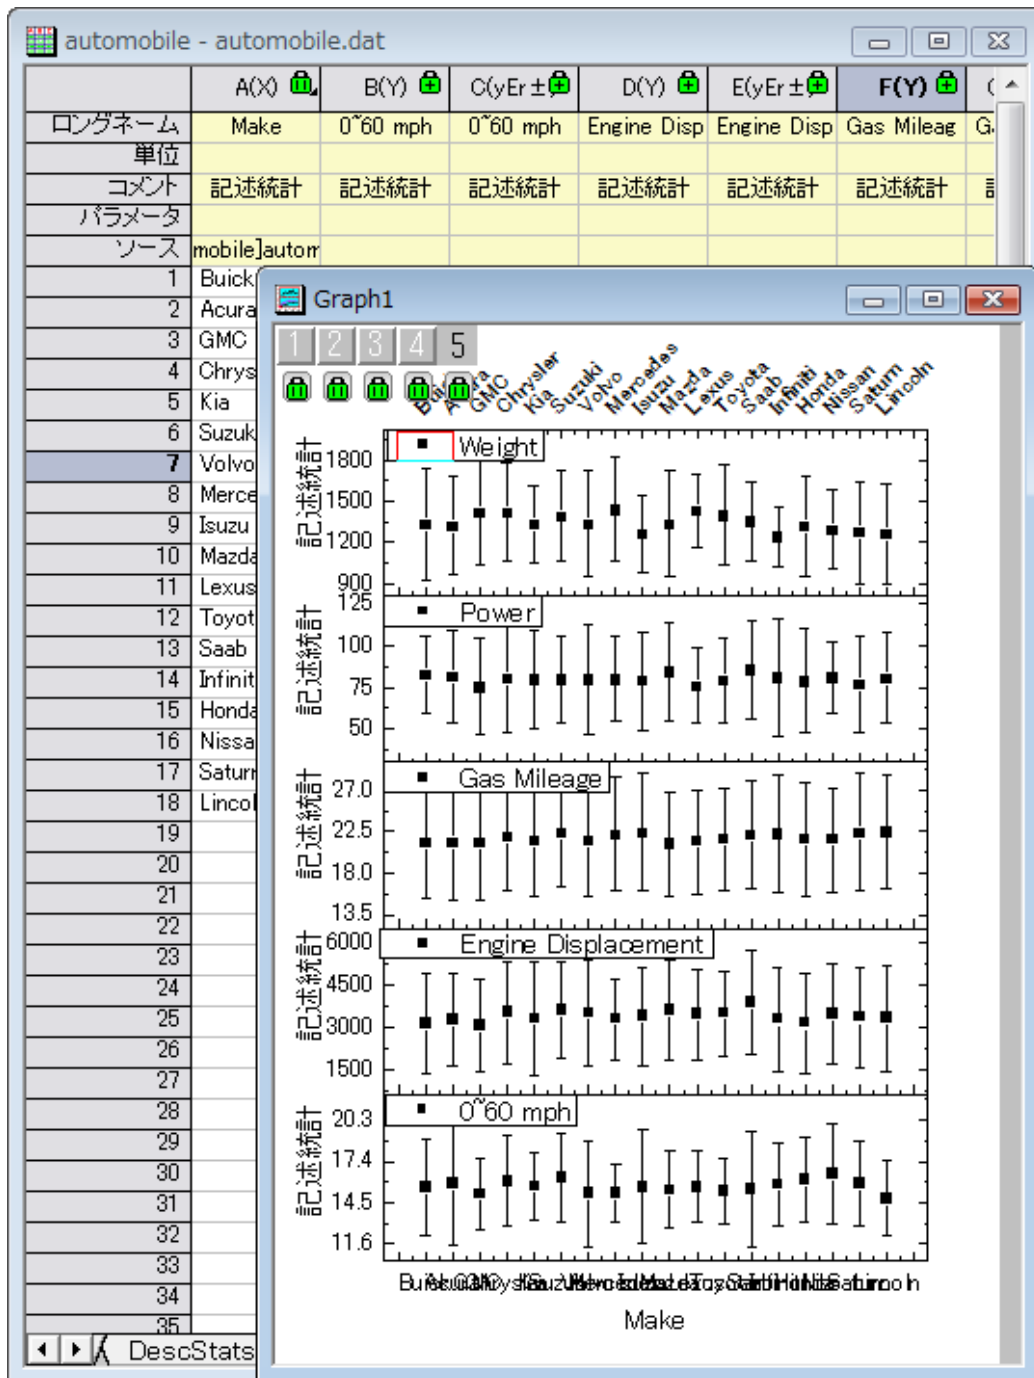 automobile - automobile.dat
A(X) B(Y) C(yEr±) D(Y) E(yEr±) F(Y)
ロングネーム Make 0~60 mph 0~60 mph Engine Disp Engine Disp Gas Mileag
単位
コメント 記述統計 記述統計 記述統計 記述統計 記述統計 記述統計
パラメータ
ソース mobile]autom
1 Buick
2 Acura
3 GMC
4 Chrys
5 Kia
6 Suzuk
7 Volvo
8 Merce
9 Isuzu
10 Mazda
11 Lexus
12 Toyot
13 Saab
14 Infinit
15 Honda
16 Nissa
17 Saturn
18 Lincol
19
20
21
22
23
24
25
26
27
28
29
30
31
32
33
34
35
DescStats
Graph1
1 2 3 4 5
GMC Chrysler Kia Suzuki Volvo Mercedes Isuzu Mazda Lexus Toyota Saab Infiniti Honda Nissan Saturn Lincoln
Weight
記述統計
1800
1500
1200
900
Power
記述統計
125
100
75
50
Gas Mileage
記述統計
27.0
22.5
18.0
13.5
Engine Displacement
記述統計
6000
4500
3000
1500
0~60 mph
記述統計
20.3
17.4
14.5
11.6
Make